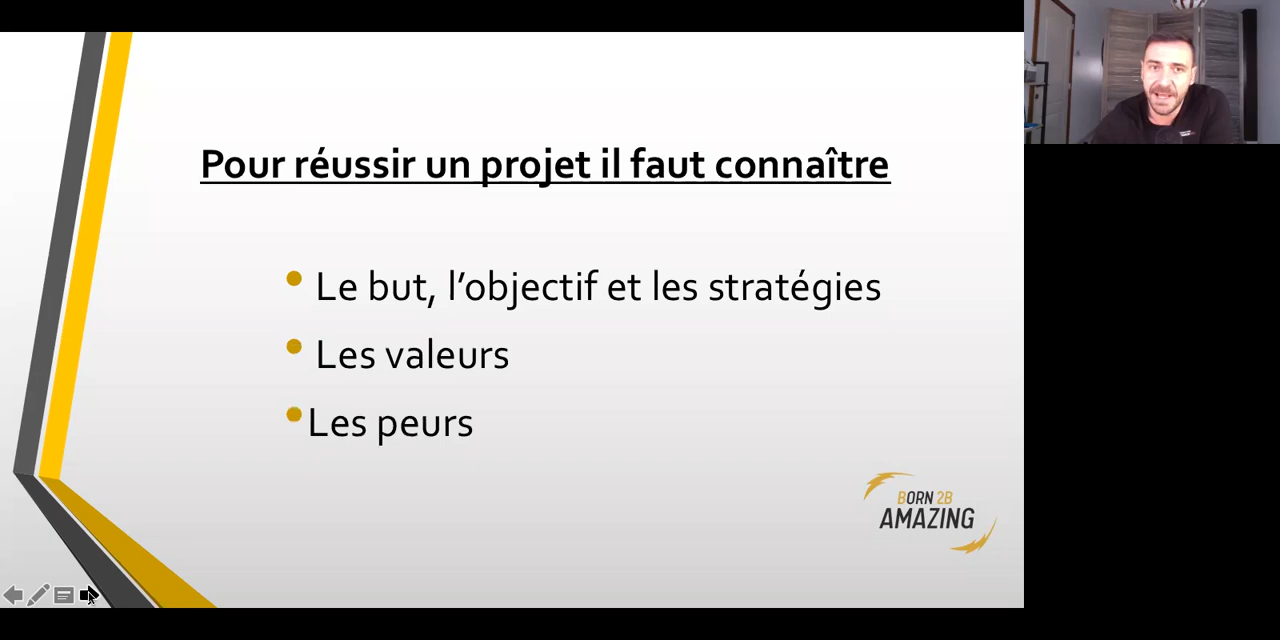 Pour réussir un projet il faut connaître
Le but, l’objectif et les stratégies
Les valeurs
Les peurs
BORN 2B
AMAZING